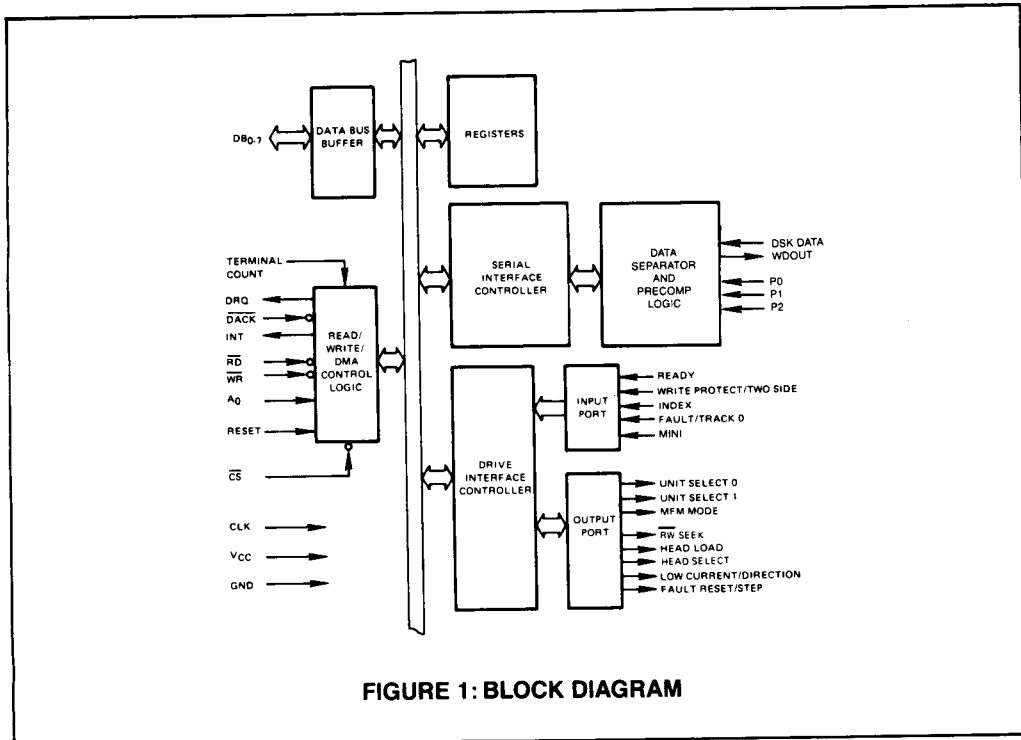 DB0-7
DATA BUS
BUFFER
REGISTERS
SERIAL
INTERFACE
CONTROLLER
DATA
SEPARATOR
AND
PRECOMP
LOGIC
DSK DATA
WDOUT
P0
P1
P2
TERMINAL
COUNT
DRQ
DACK
INT
RD
WR
A0
RESET
CS
READ/
WRITE/
DMA
CONTROL
LOGIC
CLK
VCC
GND
DRIVE
INTERFACE
CONTROLLER
INPUT
PORT
READY
WRITE PROTECT/TWO SIDE
INDEX
FAULT/TRACK 0
MINI
OUTPUT
PORT
UNIT SELECT 0
UNIT SELECT 1
MFM MODE
RW SEEK
HEAD LOAD
HEAD SELECT
LOW CURRENT/DIRECTION
FAULT RESET/STEP
FIGURE 1: BLOCK DIAGRAM